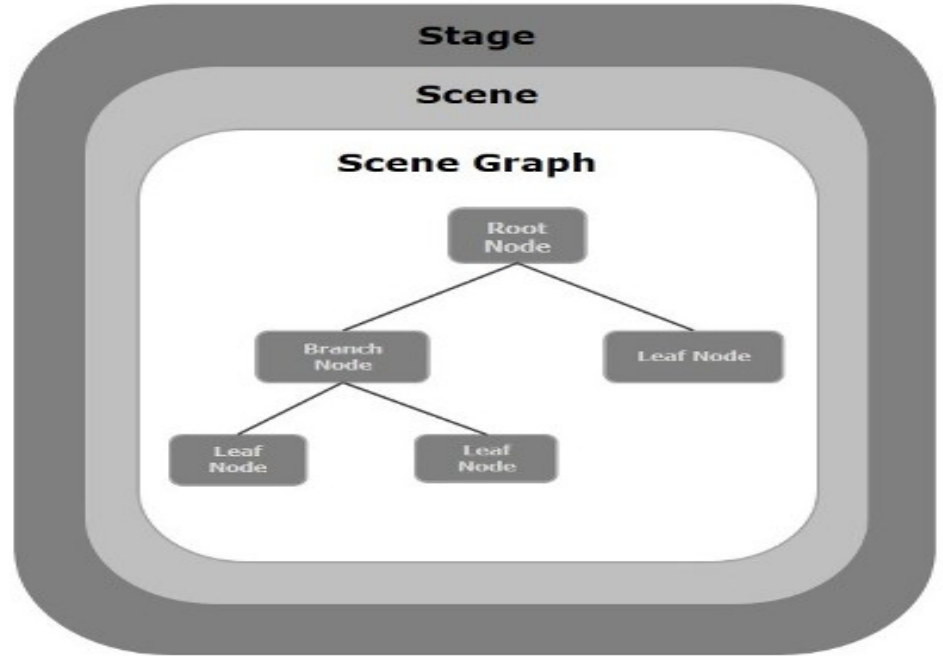 Stage
Scene
Scene Graph
Root
Node
Branch
Node
Leaf Node
Leaf
Node
Leaf
Node